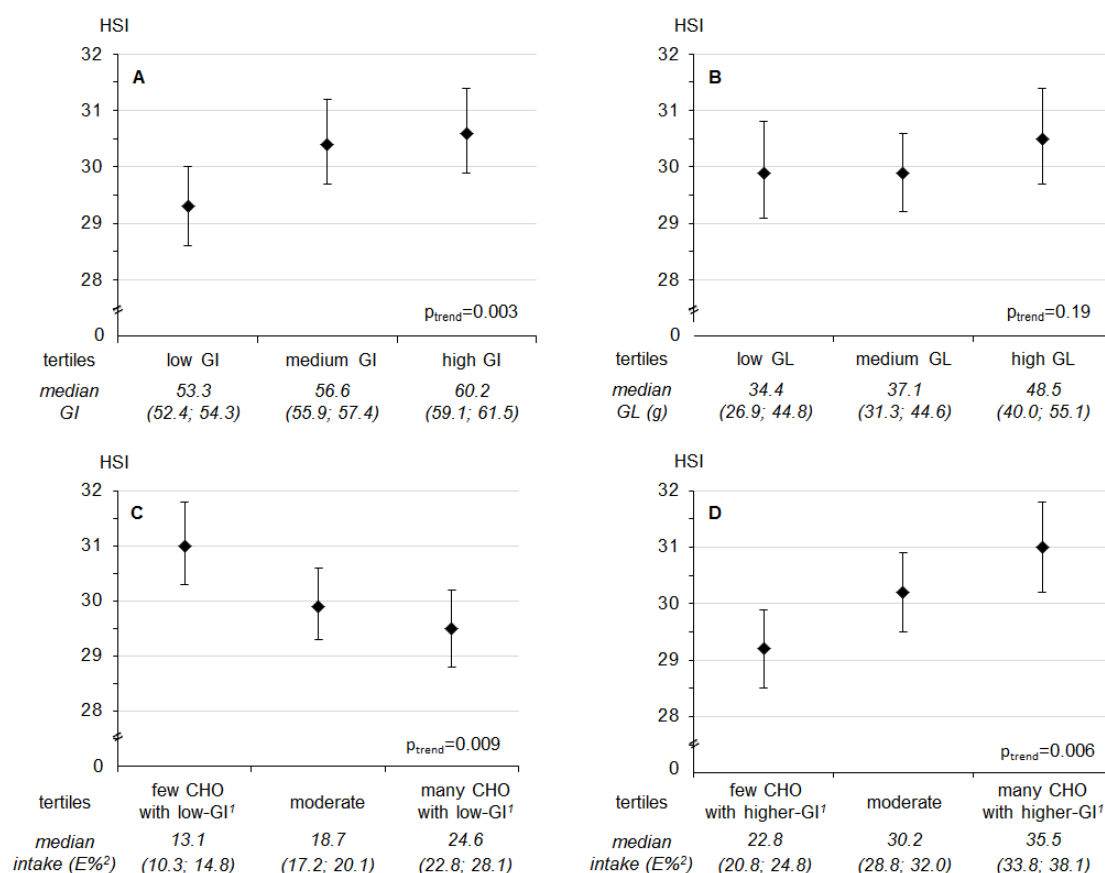 HSI
32
A
31
30
29
28
0
ptrend=0.003
tertiles low GI medium GI high GI
median 53.3 56.6 60.2
GI (52.4; 54.3) (55.9; 57.4) (59.1; 61.5)
HSI
32
B
31
30
29
28
0
ptrend=0.19
tertiles low GL medium GL high GL
median 34.4 37.1 48.5
GL (g) (26.9; 44.8) (31.3; 44.6) (40.0; 55.1)
HSI
32
C
31
30
29
28
0
ptrend=0.009
few CHO many CHO
tertiles with low-GI¹ moderate with low-GI¹
median 13.1 18.7 24.6
intake (E%²) (10.3; 14.8) (17.2; 20.1) (22.8; 28.1)
HSI
32
D
31
30
29
28
0
ptrend=0.006
few CHO many CHO
tertiles with higher-GI¹ moderate with higher-GI¹
median 22.8 30.2 35.5
intake (E%²) (20.8; 24.8) (28.8; 32.0) (33.8; 38.1)